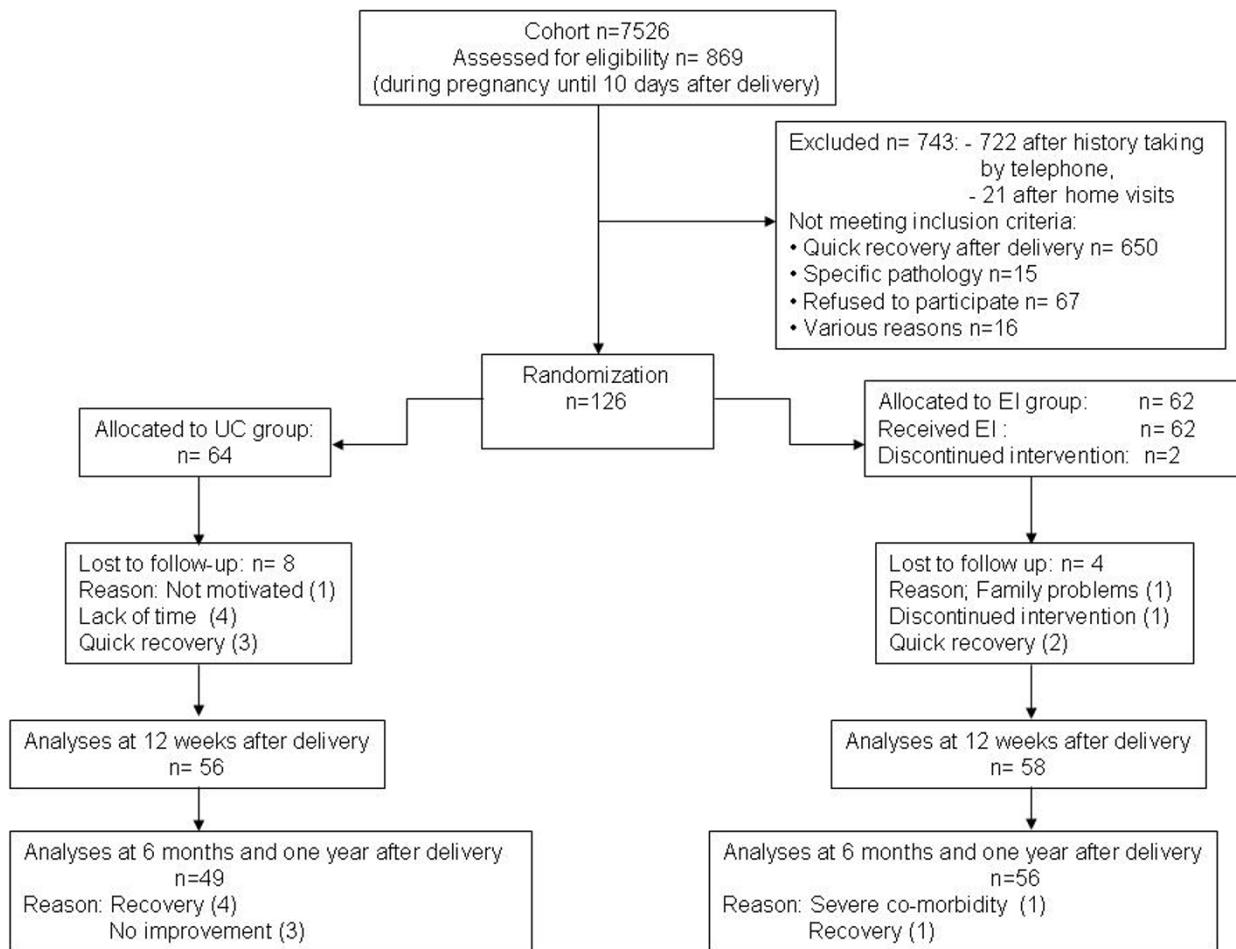 Cohort n=7526
Assessed for eligibility n= 869
(during pregnancy until 10 days after delivery)
Excluded n= 743: - 722 after history taking
by telephone,
- 21 after home visits
Not meeting inclusion criteria:
• Quick recovery after delivery n= 650
• Specific pathology n=15
• Refused to participate n= 67
• Various reasons n=16
Randomization
n=126
Allocated to UC group:
n= 64
Allocated to EI group: n= 62
Received EI : n= 62
Discontinued intervention: n=2
Lost to follow-up: n= 8
Reason: Not motivated (1)
Lack of time (4)
Quick recovery (3)
Lost to follow up: n= 4
Reason; Family problems (1)
Discontinued intervention (1)
Quick recovery (2)
Analyses at 12 weeks after delivery
n= 56
Analyses at 12 weeks after delivery
n= 58
Analyses at 6 months and one year after delivery
n=49
Reason: Recovery (4)
No improvement (3)
Analyses at 6 months and one year after delivery
n=56
Reason: Severe co-morbidity (1)
Recovery (1)